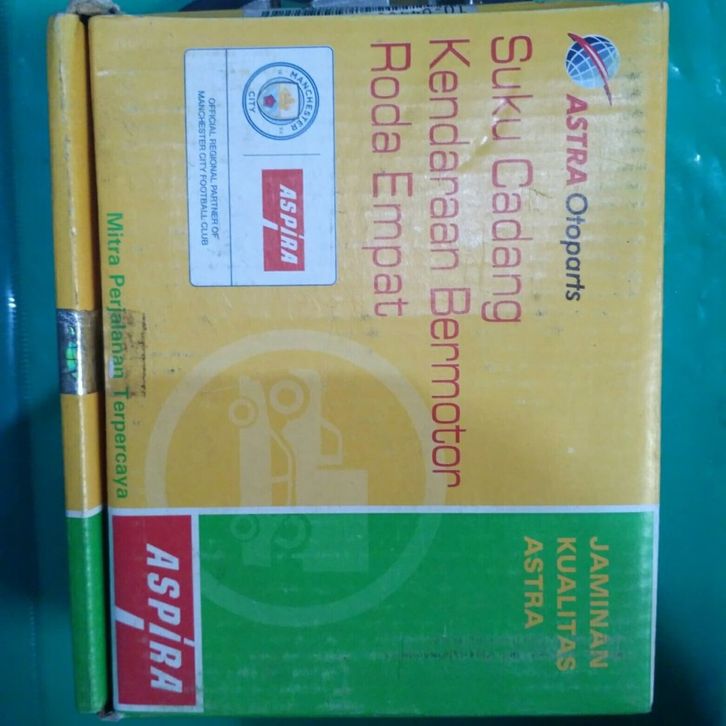 ASTRA Otoparts
Suku Cadang
Kendaraan Bermotor
Roda Empat
MANCHESTER
CITY
ASPIRA
OFFICIAL REGIONAL PARTNER OF
MANCHESTER CITY FOOTBALL CLUB
Mitra Perjalanan Terpercaya
JAMINAN
KUALITAS
ASTRA
ASPIRA